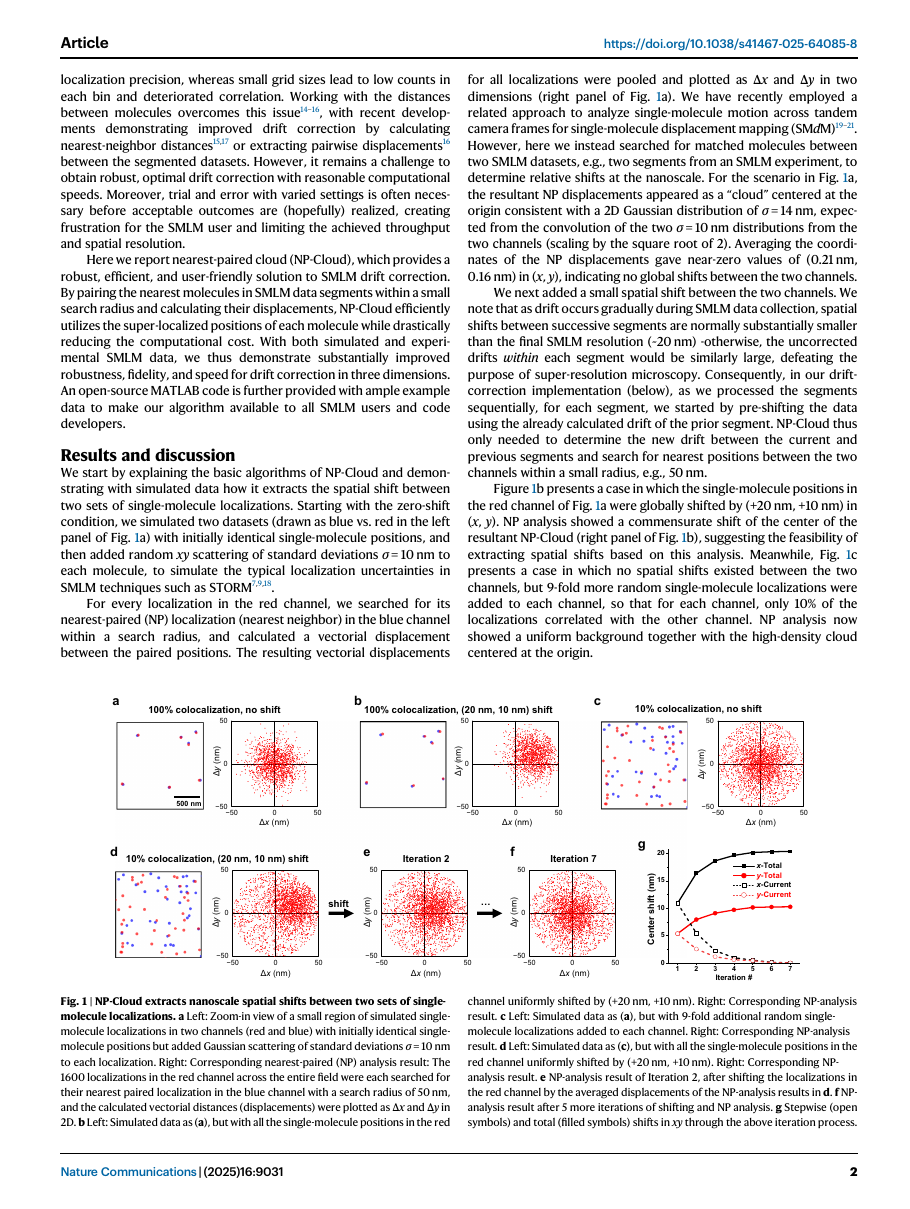 Article
https://doi.org/10.1038/s41467-025-64085-8
localization precision, whereas small grid sizes lead to low counts in
each bin and deteriorated correlation. Working with the distances
between molecules overcomes this issue14–16, with recent develop-
ments demonstrating improved drift correction by calculating
nearest-neighbor distances15,17 or extracting pairwise displacements16
between the segmented datasets. However, it remains a challenge to
obtain robust, optimal drift correction with reasonable computational
speeds. Moreover, trial and error with varied settings is often neces-
sary before acceptable outcomes are (hopefully) realized, creating
frustration for the SMLM user and limiting the achieved throughput
and spatial resolution.
Here we report nearest-paired cloud (NP-Cloud), which provides a
robust, efficient, and user-friendly solution to SMLM drift correction.
By pairing the nearest molecules in SMLM data segments within a small
search radius and calculating their displacements, NP-Cloud efficiently
utilizes the super-localized positions of each molecule while drastically
reducing the computational cost. With both simulated and experi-
mental SMLM data, we thus demonstrate substantially improved
robustness, fidelity, and speed for drift correction in three dimensions.
An open-source MATLAB code is further provided with ample example
data to make our algorithm available to all SMLM users and code
developers.
Results and discussion
We start by explaining the basic algorithms of NP-Cloud and demon-
strating with simulated data how it extracts the spatial shift between
two sets of single-molecule localizations. Starting with the zero-shift
condition, we simulated two datasets (drawn as blue vs. red in the left
panel of Fig. 1a) with initially identical single-molecule positions, and
then added random xy scattering of standard deviations σ = 10 nm to
each molecule, to simulate the typical localization uncertainties in
SMLM techniques such as STORM7,9,18.
For every localization in the red channel, we searched for its
nearest-paired (NP) localization (nearest neighbor) in the blue channel
within a search radius, and calculated a vectorial displacement
between the paired positions. The resulting vectorial displacements
for all localizations were pooled and plotted as Δx and Δy in two
dimensions (right panel of Fig. 1a). We have recently employed a
related approach to analyze single-molecule motion across tandem
camera frames for single-molecule displacement mapping (SMdM)19–21.
However, here we instead searched for matched molecules between
two SMLM datasets, e.g., two segments from an SMLM experiment, to
determine relative shifts at the nanoscale. For the scenario in Fig. 1a,
the resultant NP displacements appeared as a “cloud” centered at the
origin consistent with a 2D Gaussian distribution of σ = 14 nm, expec-
ted from the convolution of the two σ = 10 nm distributions from the
two channels (scaling by the square root of 2). Averaging the coordi-
nates of the NP displacements gave near-zero values of (0.21 nm,
0.16 nm) in (x, y), indicating no global shifts between the two channels.
We next added a small spatial shift between the two channels. We
note that as drift occurs gradually during SMLM data collection, spatial
shifts between successive segments are normally substantially smaller
than the final SMLM resolution (~20 nm) -otherwise, the uncorrected
drifts within each segment would be similarly large, defeating the
purpose of super-resolution microscopy. Consequently, in our drift-
correction implementation (below), as we processed the segments
sequentially, for each segment, we started by pre-shifting the data
using the already calculated drift of the prior segment. NP-Cloud thus
only needed to determine the new drift between the current and
previous segments and search for nearest positions between the two
channels within a small radius, e.g., 50 nm.
Figure 1b presents a case in which the single-molecule positions in
the red channel of Fig. 1a were globally shifted by (+20 nm, +10 nm) in
(x, y). NP analysis showed a commensurate shift of the center of the
resultant NP-Cloud (right panel of Fig. 1b), suggesting the feasibility of
extracting spatial shifts based on this analysis. Meanwhile, Fig. 1c
presents a case in which no spatial shifts existed between the two
channels, but 9-fold more random single-molecule localizations were
added to each channel, so that for each channel, only 10% of the
localizations correlated with the other channel. NP analysis now
showed a uniform background together with the high-density cloud
centered at the origin.
a
100% colocalization, no shift
500 nm
50
0
−50
Δy (nm)
−50 0 50
Δx (nm)
b
100% colocalization, (20 nm, 10 nm) shift
50
0
−50
Δy (nm)
−50 0 50
Δx (nm)
c
10% colocalization, no shift
50
0
−50
Δy (nm)
−50 0 50
Δx (nm)
d
10% colocalization, (20 nm, 10 nm) shift
50
0
−50
Δy (nm)
−50 0 50
Δx (nm)
shift
e
Iteration 2
50
0
−50
Δy (nm)
−50 0 50
Δx (nm)
...
f
Iteration 7
50
0
−50
Δy (nm)
−50 0 50
Δx (nm)
g
20
15
10
5
0
Center shift (nm)
x-Total
y-Total
x-Current
y-Current
1 2 3 4 5 6 7
Iteration #
Fig. 1 | NP-Cloud extracts nanoscale spatial shifts between two sets of single-
molecule localizations. a Left: Zoom-in view of a small region of simulated single-
molecule localizations in two channels (red and blue) with initially identical single-
molecule positions but added Gaussian scattering of standard deviations σ = 10 nm
to each localization. Right: Corresponding nearest-paired (NP) analysis result: The
1600 localizations in the red channel across the entire field were each searched for
their nearest paired localization in the blue channel with a search radius of 50 nm,
and the calculated vectorial distances (displacements) were plotted as Δx and Δy in
2D. b Left: Simulated data as (a), but with all the single-molecule positions in the red
channel uniformly shifted by (+20 nm, +10 nm). Right: Corresponding NP-analysis
result. c Left: Simulated data as (a), but with 9-fold additional random single-
molecule localizations added to each channel. Right: Corresponding NP-analysis
result. d Left: Simulated data as (c), but with all the single-molecule positions in the
red channel uniformly shifted by (+20 nm, +10 nm). Right: Corresponding NP-
analysis result. e NP-analysis result of Iteration 2, after shifting the localizations in
the red channel by the averaged displacements of the NP-analysis results in d. f NP-
analysis result after 5 more iterations of shifting and NP analysis. g Stepwise (open
symbols) and total (filled symbols) shifts in xy through the above iteration process.
Nature Communications | (2025)16:9031
2